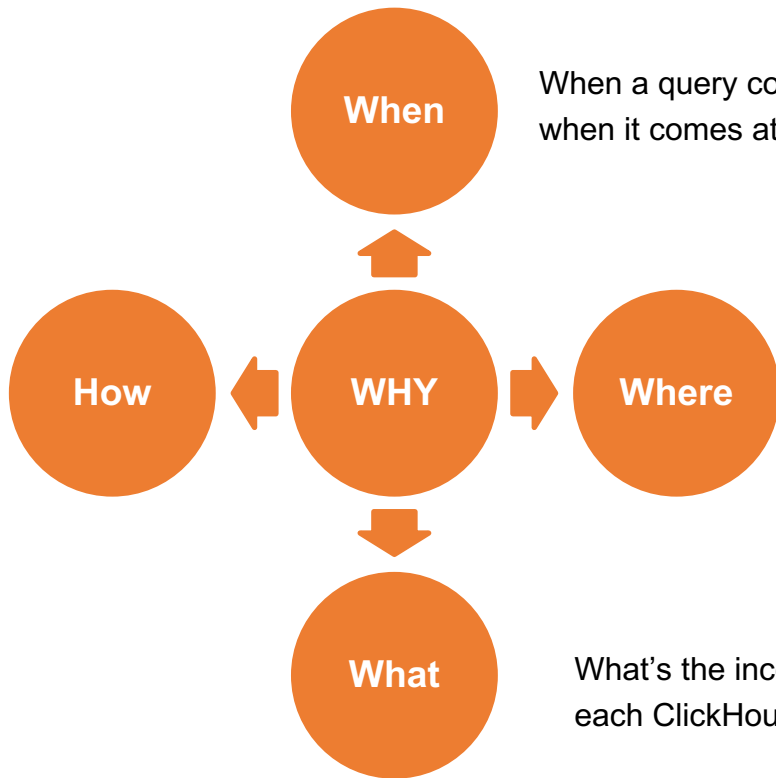 When
When a query co
when it comes at
How
WHY
Where
What
What's the inc
each ClickHou